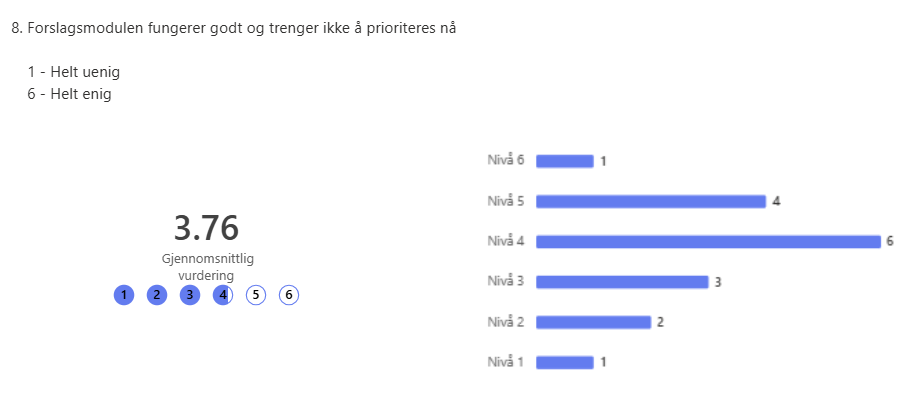 8. Forslagsmodulen fungerer godt og trenger ikke å prioriteres nå
1 - Helt uenig
6 - Helt enig
3.76
Gjennomsnittlig
vurdering
1 2 3 4 5 6
Nivå 6 1
Nivå 5 4
Nivå 4 6
Nivå 3 3
Nivå 2 2
Nivå 1 1